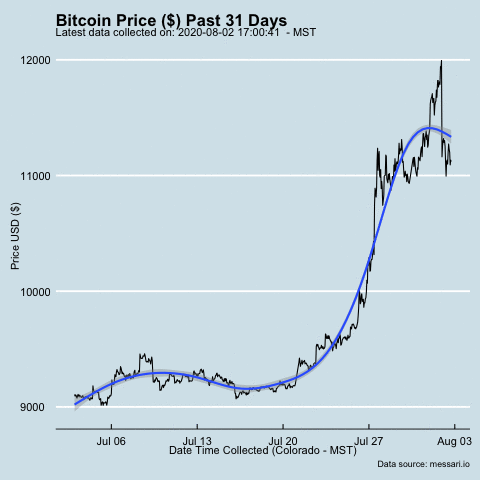 Bitcoin Price ($) Past 31 Days
Latest data collected on: 2020-08-02 17:00:41  - MST
12000
11000
10000
9000
Price USD ($)
Jul 06
Jul 13
Jul 20
Jul 27
Aug 03
Date Time Collected (Colorado - MST)
Data source: messari.io